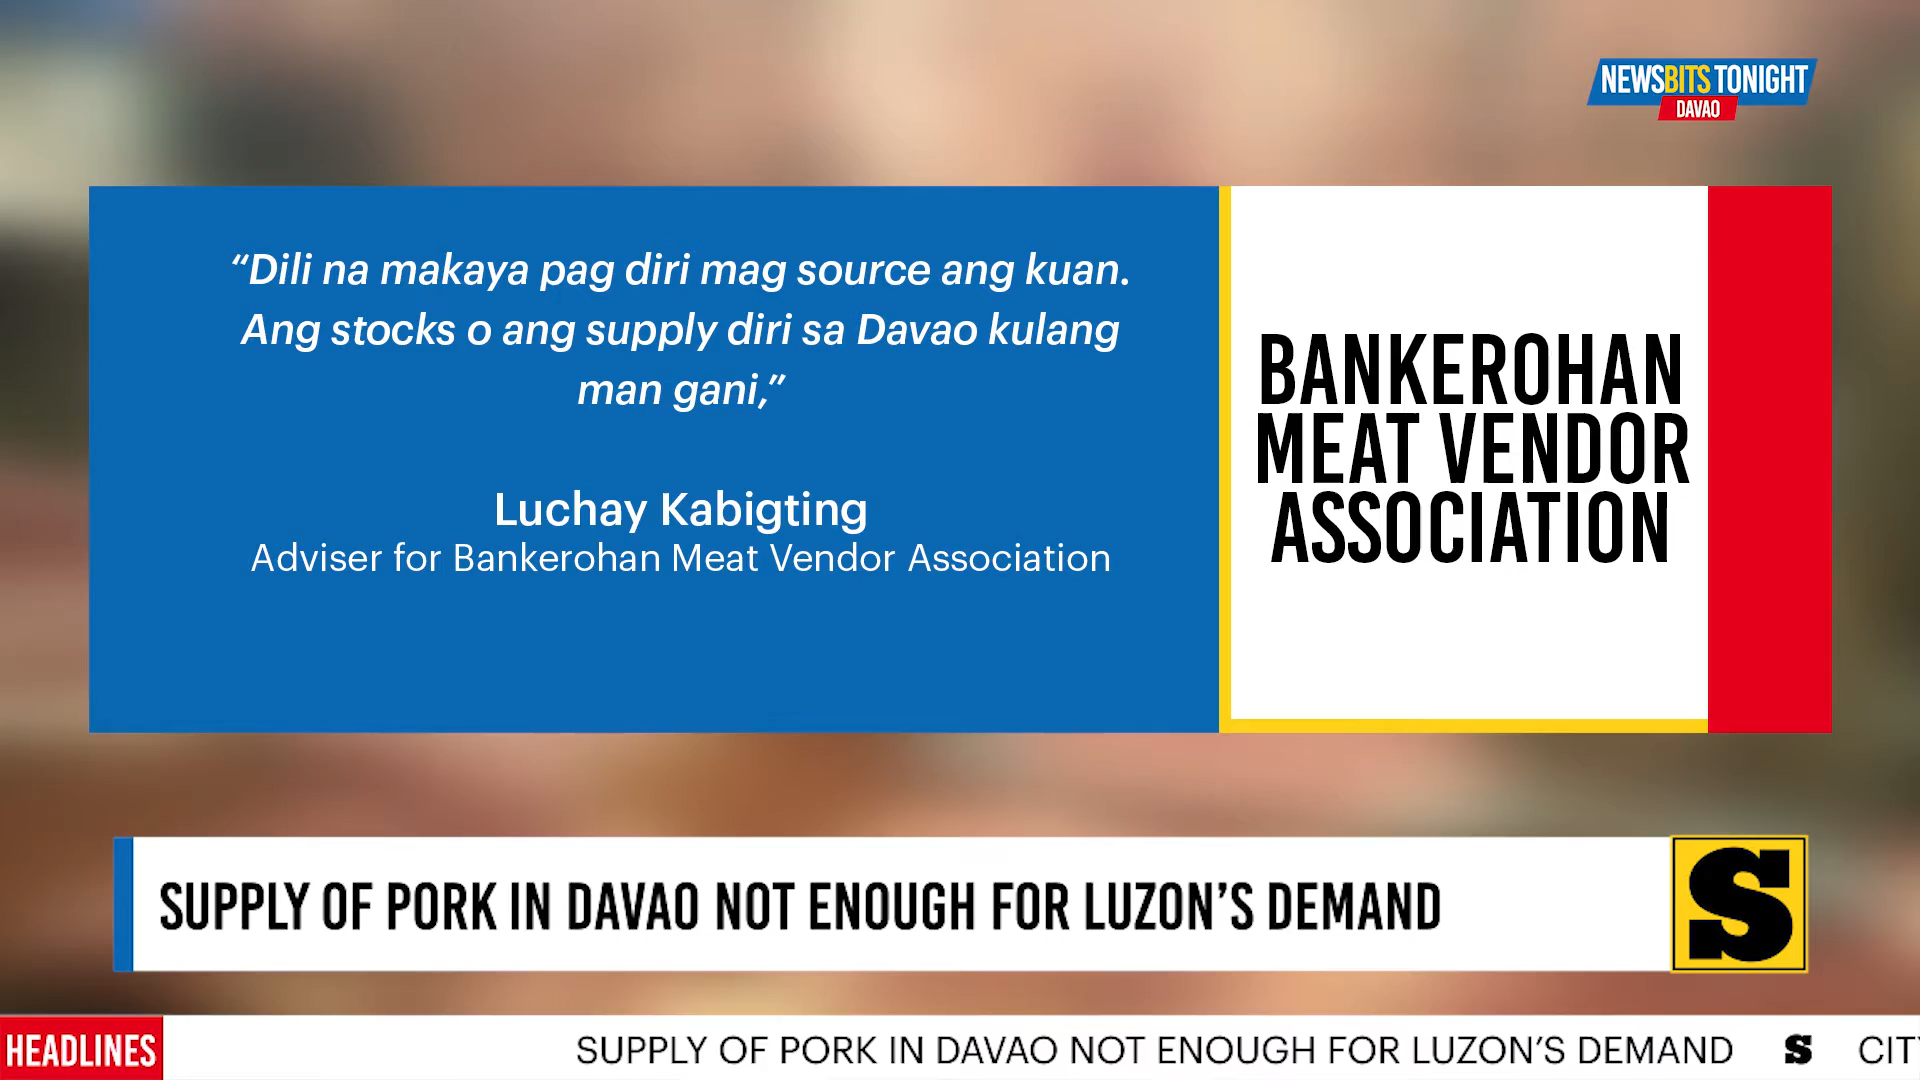 NEWSBITS TONIGHT
DAVAO
“Dili na makaya pag diri mag source ang kuan.
Ang stocks o ang supply diri sa Davao kulang
man gani,”
Luchay Kabigting
Adviser for Bankerohan Meat Vendor Association
BANKEROHAN
MEAT VENDOR
ASSOCIATION
SUPPLY OF PORK IN DAVAO NOT ENOUGH FOR LUZON’S DEMAND
S
HEADLINES
SUPPLY OF PORK IN DAVAO NOT ENOUGH FOR LUZON’S DEMAND S